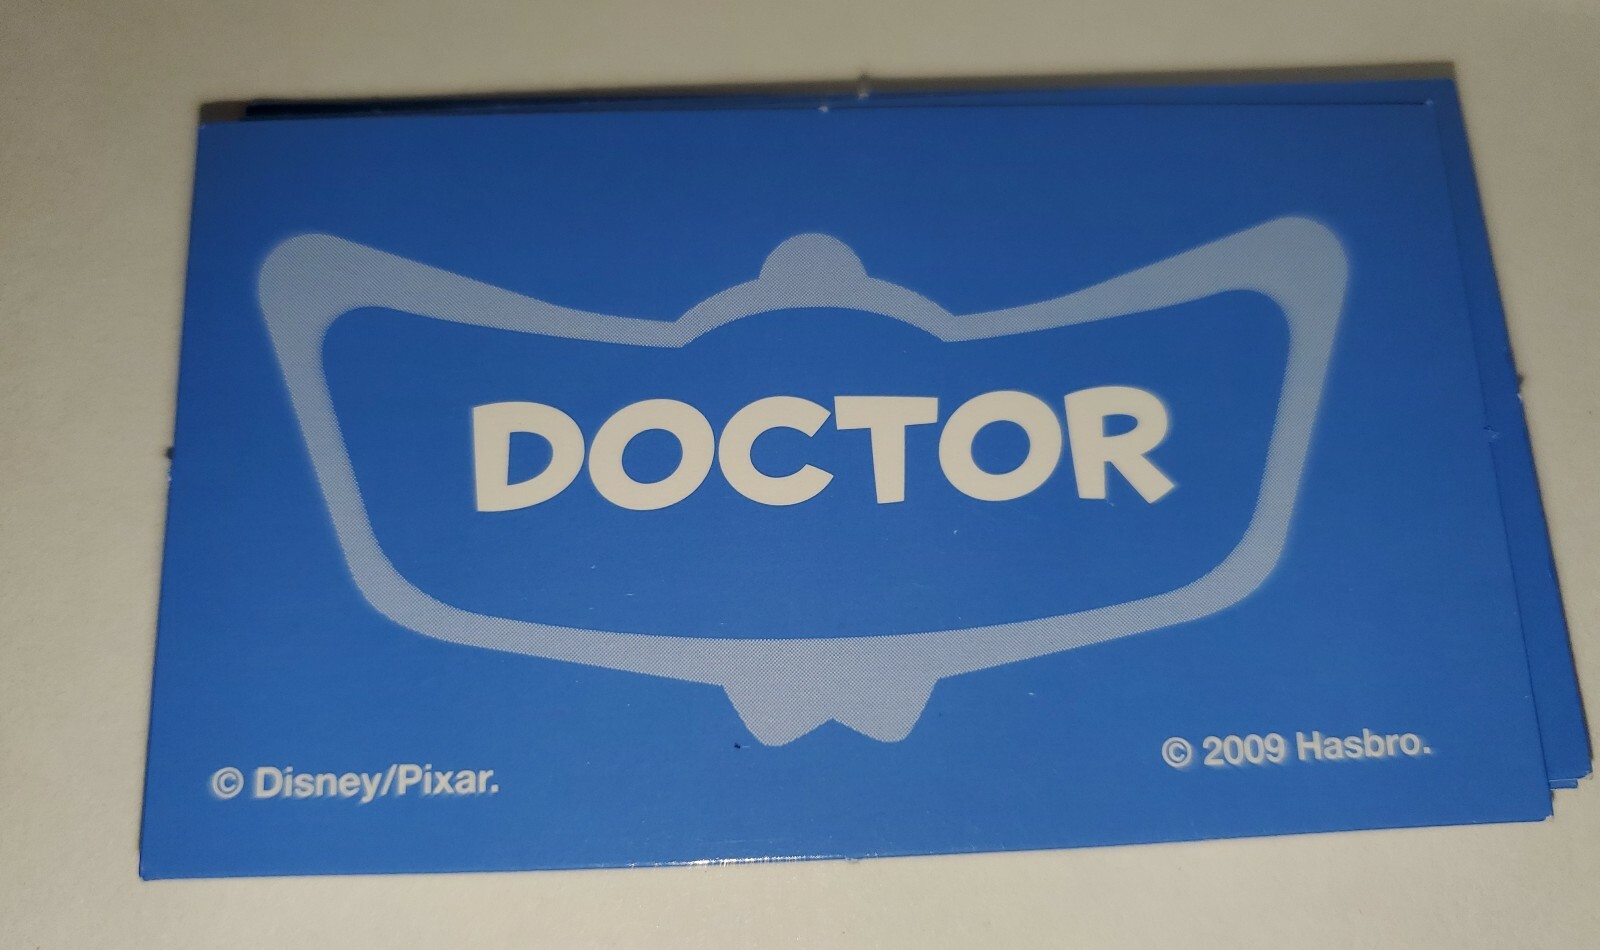 DOCTOR
© Disney/Pixar.
© 2009 Hasbro.